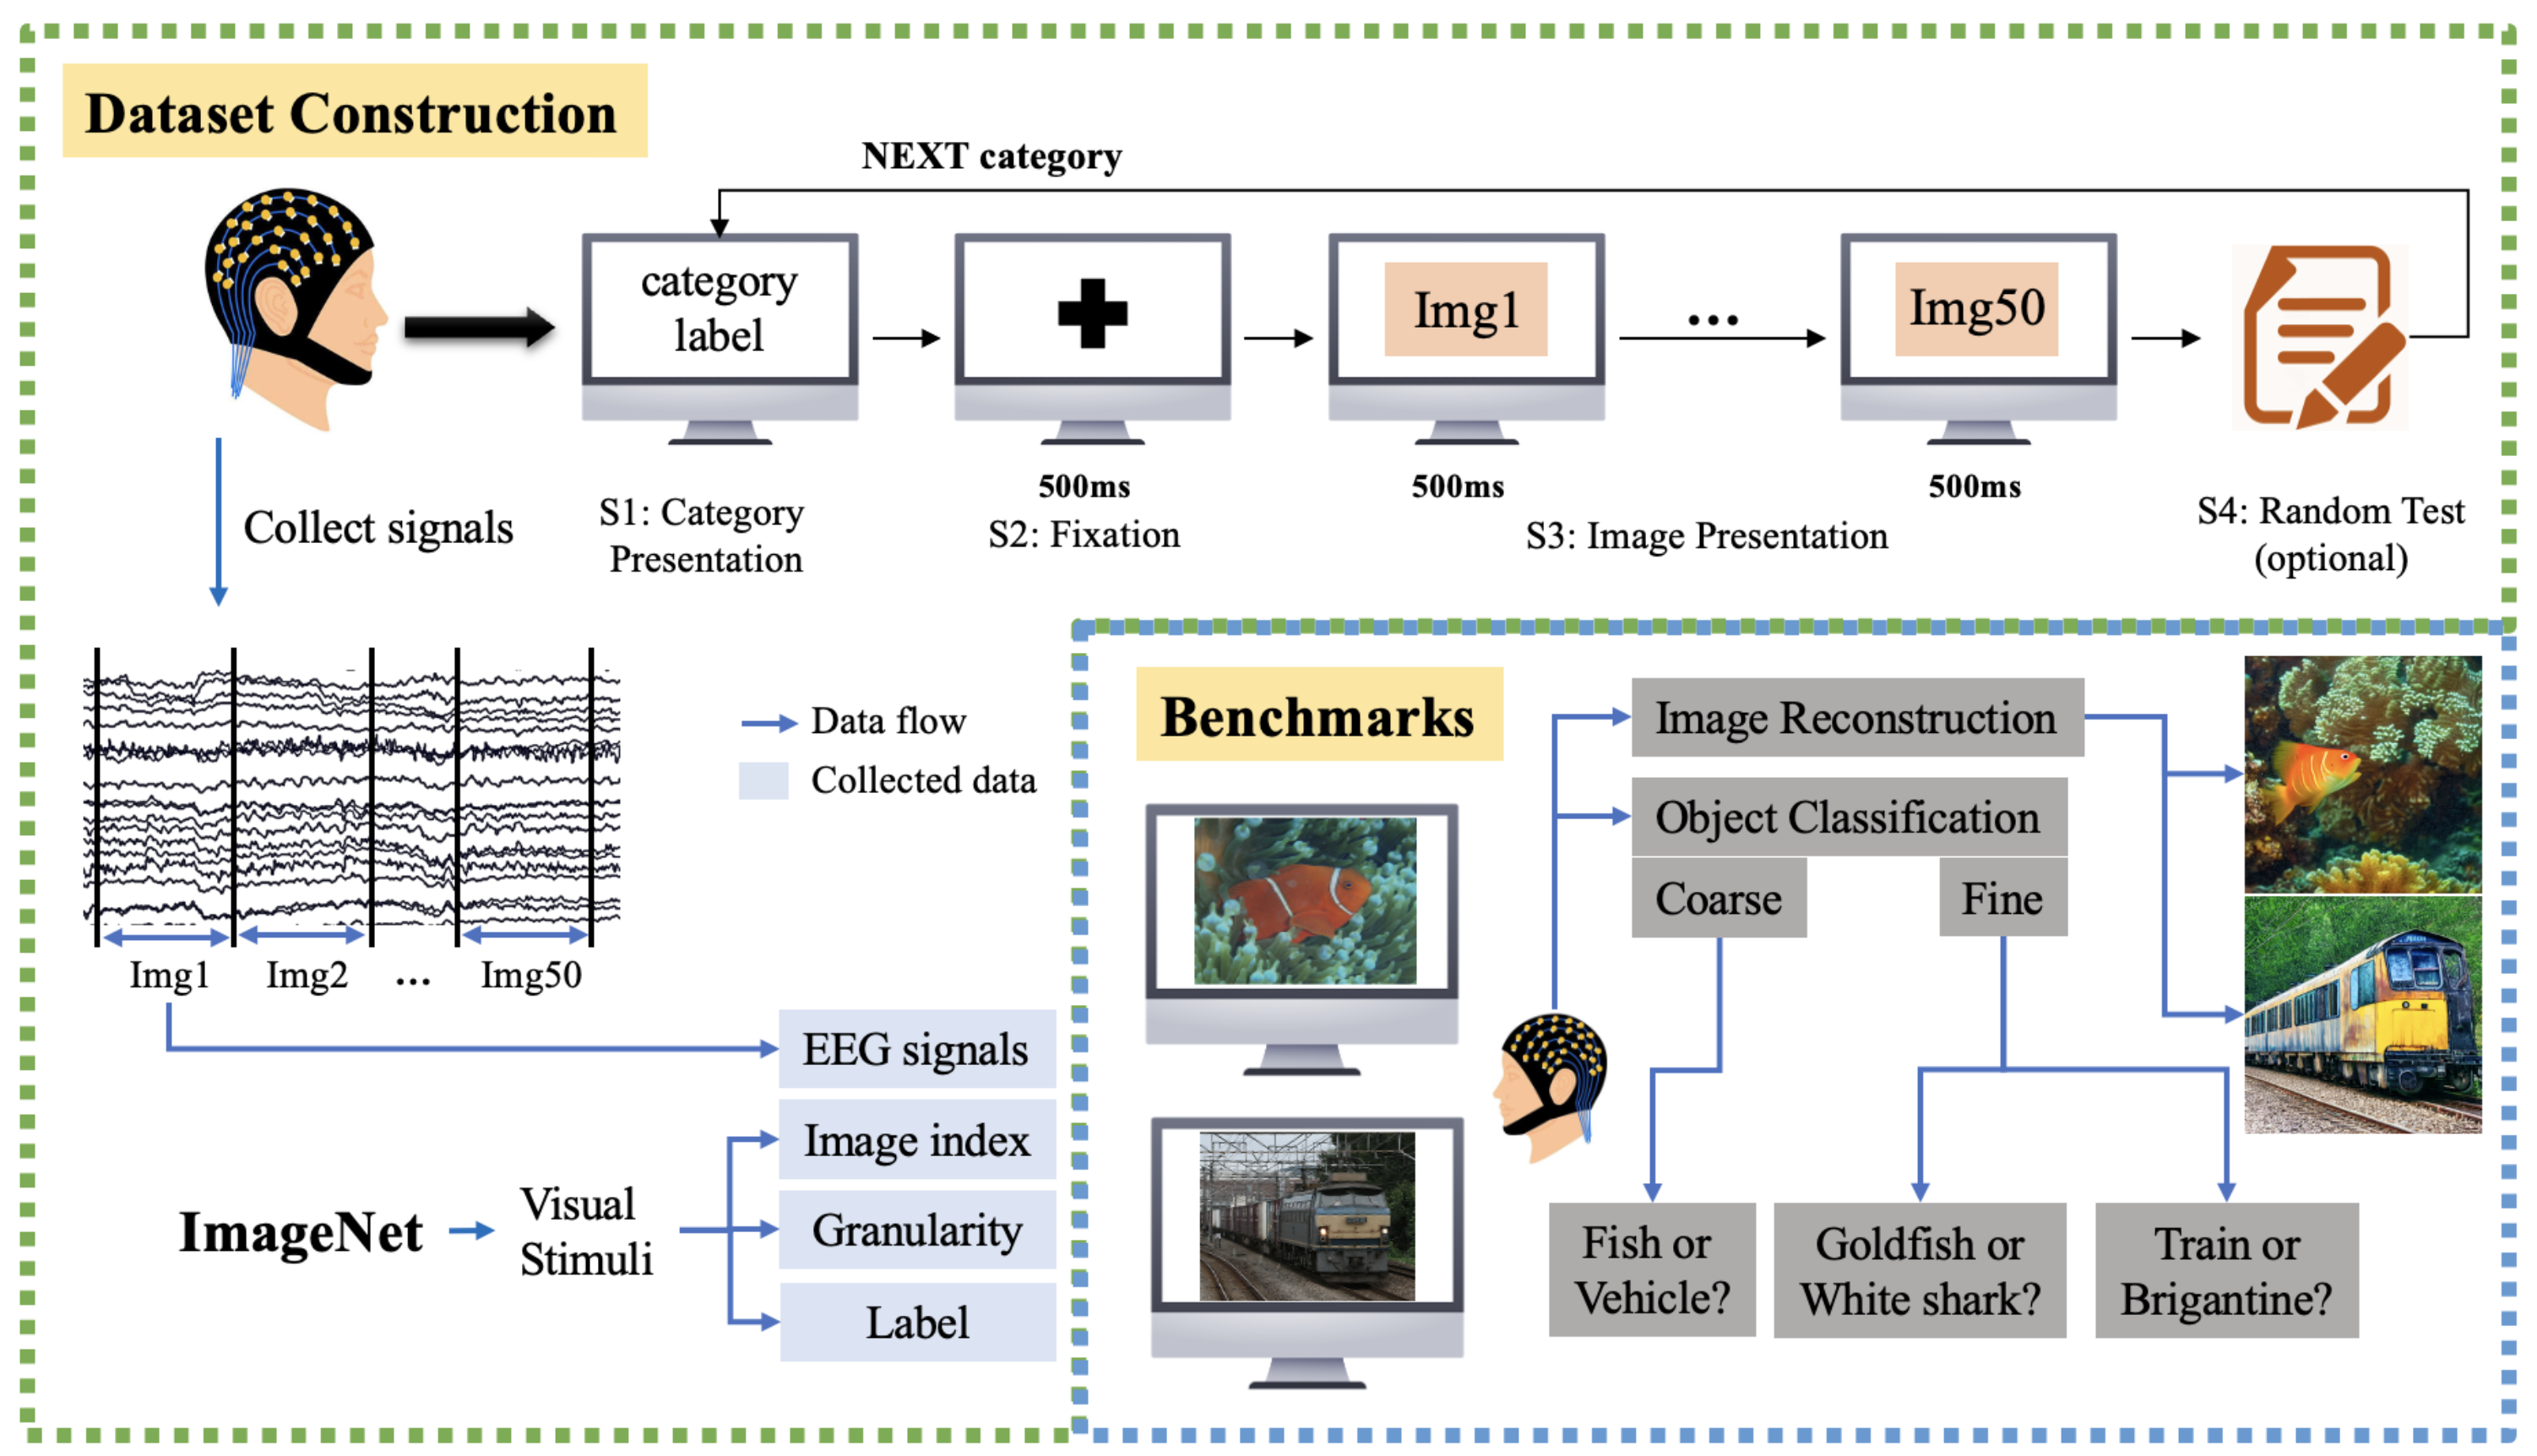 Dataset Construction
NEXT category
category
label
Img1
...
Img50
500ms
500ms
500ms
S1: Category
Presentation
S2: Fixation
S3: Image Presentation
S4: Random Test
(optional)
Collect signals
Img1
Img2
...
Img50
Data flow
Collected data
EEG signals
Image index
Granularity
Label
ImageNet
Visual
Stimuli
Benchmarks
Image Reconstruction
Object Classification
Coarse
Fine
Fish or
Vehicle?
Goldfish or
White shark?
Train or
Brigantine?